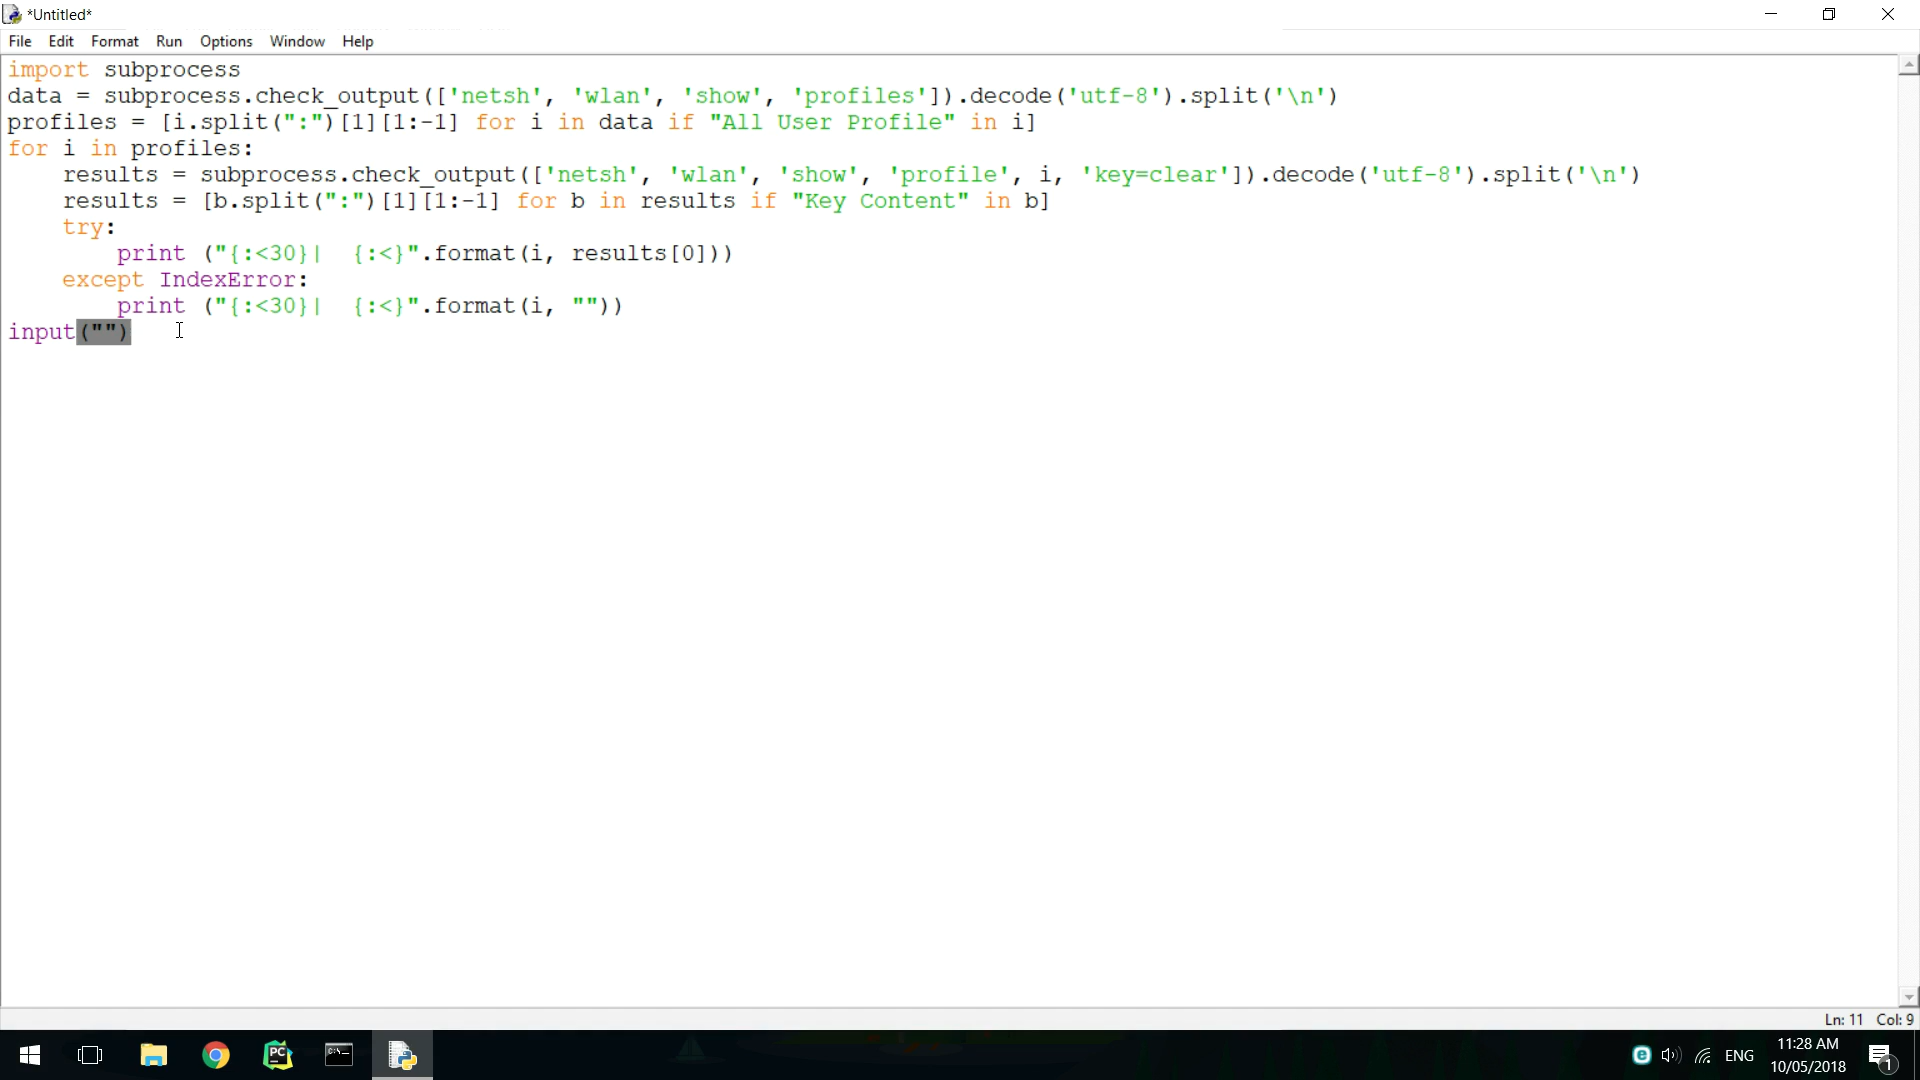 *Untitled*
File Edit Format Run Options Window Help
import subprocess
data = subprocess.check_output(['netsh', 'wlan', 'show', 'profiles']).decode('utf-8').split('\n')
profiles = [i.split(":")[1][1:-1] for i in data if "All User Profile" in i]
for i in profiles:
    results = subprocess.check_output(['netsh', 'wlan', 'show', 'profile', i, 'key=clear']).decode('utf-8').split('\n')
    results = [b.split(":")[1][1:-1] for b in results if "Key Content" in b]
    try:
        print ("{:<30}|  {:<}".format(i, results[0]))
    except IndexError:
        print ("{:<30}|  {:<}".format(i, ""))
input("")
Ln: 11 Col: 9
PC
C:\-
ENG
11:28 AM
10/05/2018
1